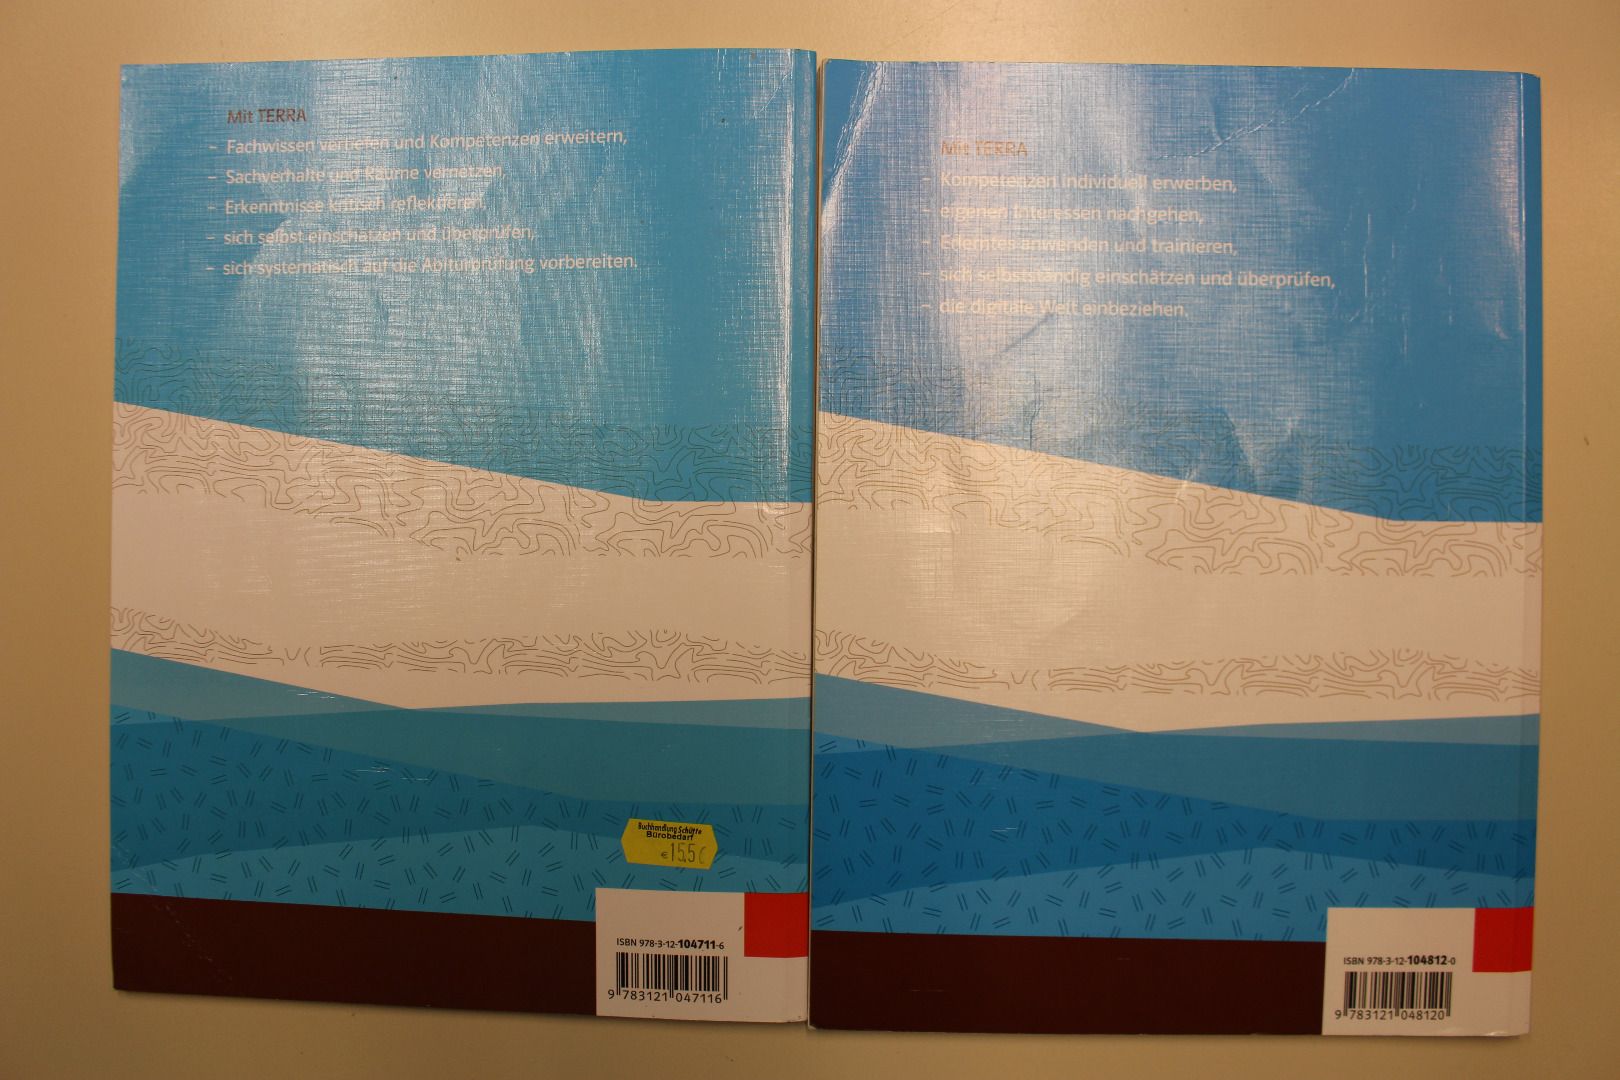 Mit TERRA
– Fachwissen vertiefen und Kompetenzen erweitern,
– Sachverhalte und Räume vernetzen,
– Erkenntnisse kritisch reflektieren,
– sich selbst einschätzen und überprüfen,
– sich systematisch auf die Abiturprüfung vorbereiten.
Buchhandlung Schütte
Bürobedarf
€
ISBN 978-3-12-104711-6
9 783121 047116
Mit TERRA
– Kompetenzen individuell erwerben,
– eigenen Interessen nachgehen,
– Erlerntes anwenden und trainieren,
– sich selbstständig einschätzen und überprüfen,
– die digitale Welt einbeziehen.
ISBN 978-3-12-104812-0
9 783121 048120